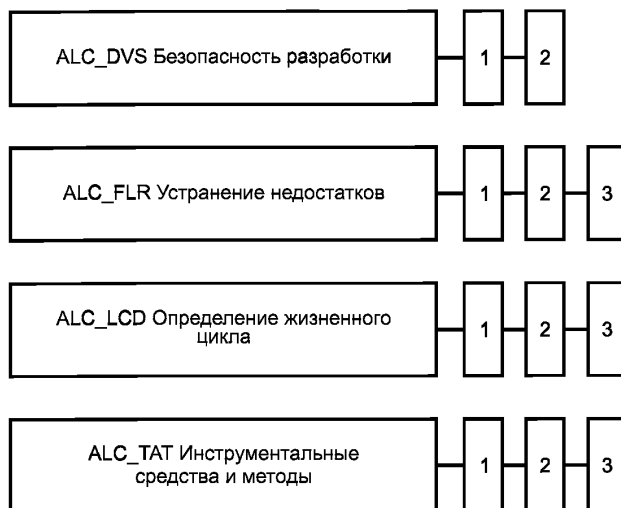 ALC_DVS Безопасность разработки 1 2
ALC_FLR Устранение недостатков 1 2 3
ALC_LCD Определение жизненного
цикла 1 2 3
ALC_TAT Инструментальные
средства и методы 1 2 3